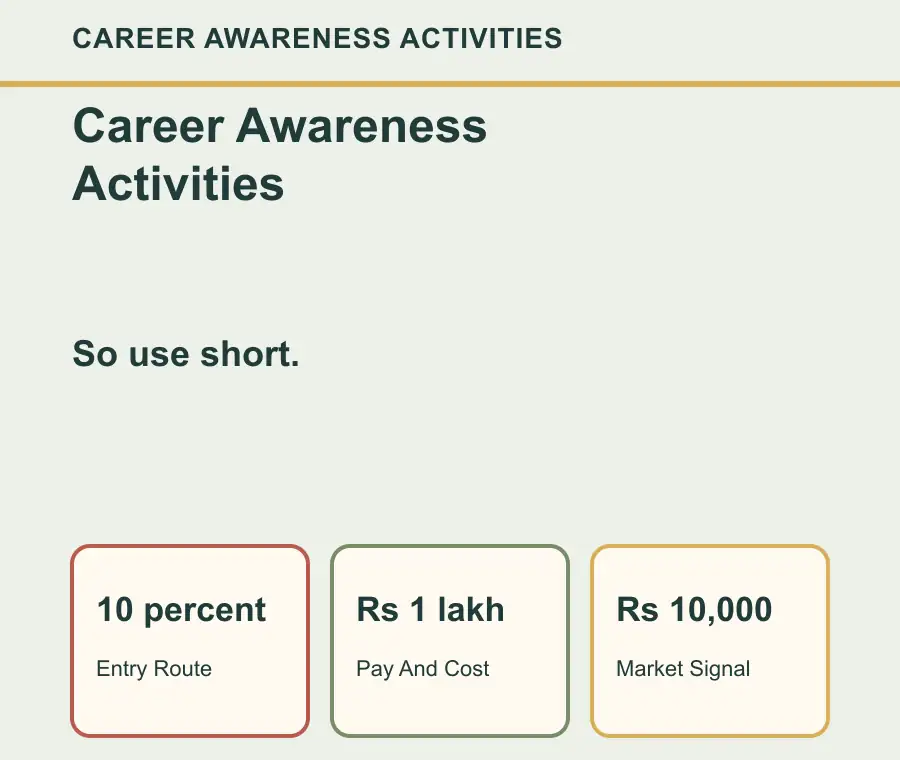 CAREER AWARENESS ACTIVITIES
Career Awareness
Activities
So use short.
10 percent
Entry Route
Rs 1 lakh
Pay And Cost
Rs 10,000
Market Signal